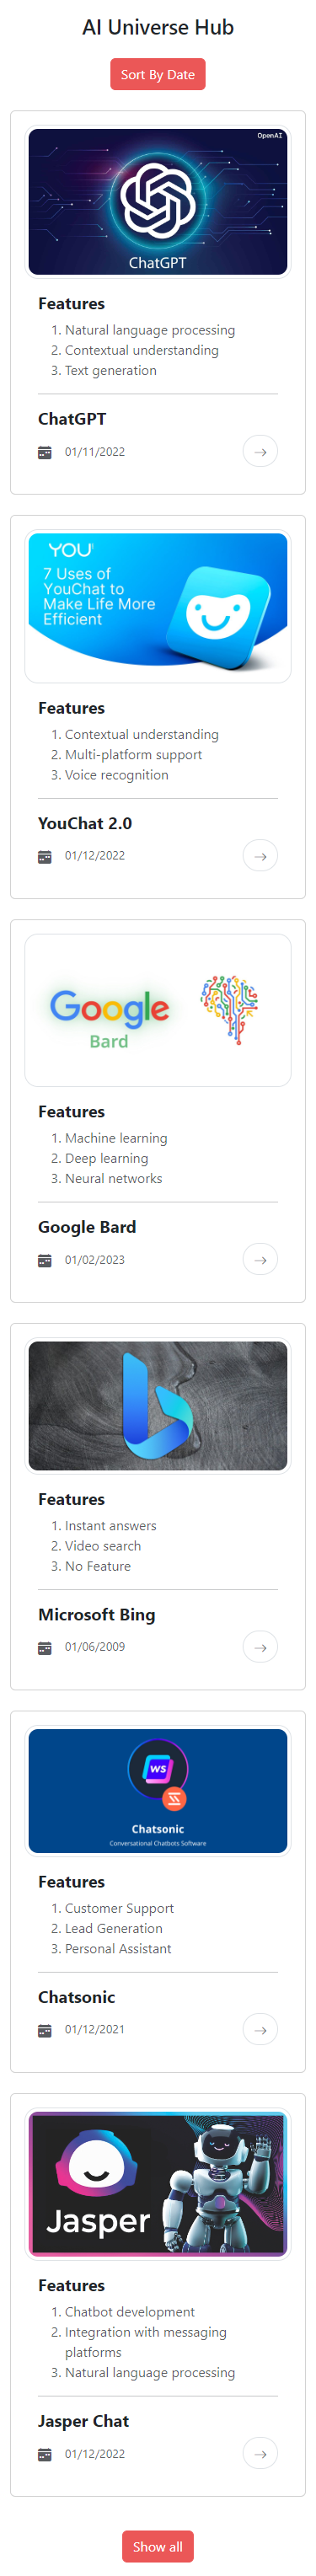 AI Universe Hub
Sort By Date
OpenAI
ChatGPT
Features
1. Natural language processing
2. Contextual understanding
3. Text generation
ChatGPT
01/11/2022
YOU
7 Uses of
YouChat to
Make Life More
Efficient
Features
1. Contextual understanding
2. Multi-platform support
3. Voice recognition
YouChat 2.0
01/12/2022
Google
Bard
Features
1. Machine learning
2. Deep learning
3. Neural networks
Google Bard
01/02/2023
Features
1. Instant answers
2. Video search
3. No Feature
Microsoft Bing
01/06/2009
WS
Chatsonic
Conversational Chatbots Software
Features
1. Customer Support
2. Lead Generation
3. Personal Assistant
Chatsonic
01/12/2021
Jasper
Features
1. Chatbot development
2. Integration with messaging
platforms
3. Natural language processing
Jasper Chat
01/12/2022
Show all